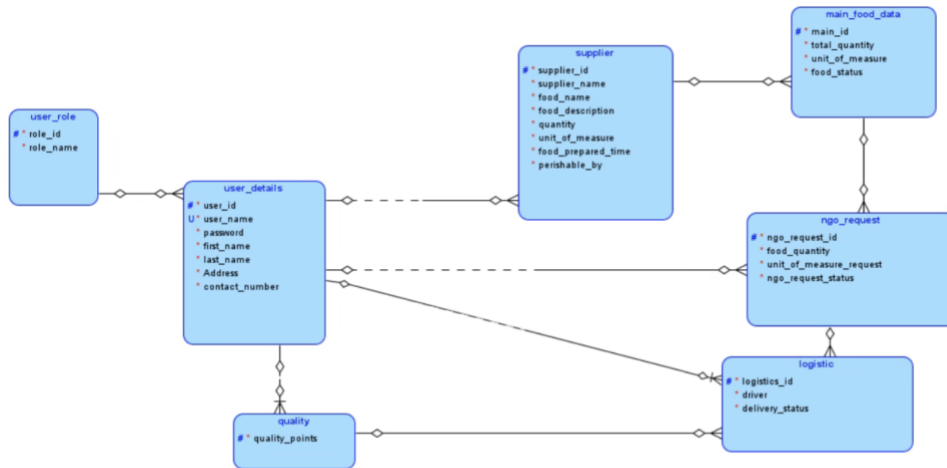 main_food_data
# * main_id
* total_quantity
* unit_of_measure
* food_status
supplier
# * supplier_id
* supplier_name
* food_name
* food_description
* quantity
* unit_of_measure
* food_prepared_time
* perishable_by
user_role
# * role_id
* role_name
user_details
# * user_id
U * user_name
* password
* first_name
* last_name
* Address
* contact_number
ngo_request
# * ngo_request_id
* food_quantity
* unit_of_measure_request
* ngo_request_status
logistic
# * logistics_id
* driver
* delivery_status
quality
# * quality_points